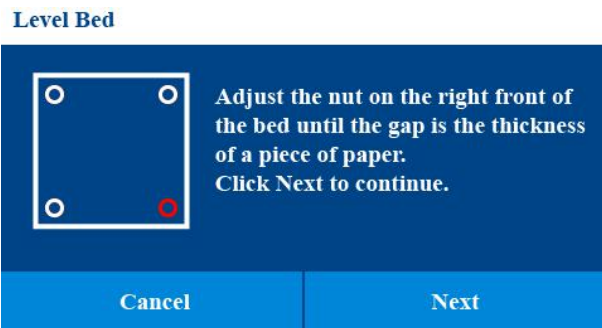 Level Bed
Adjust the nut on the right front of
the bed until the gap is the thickness
of a piece of paper.
Click Next to continue.
Cancel
Next